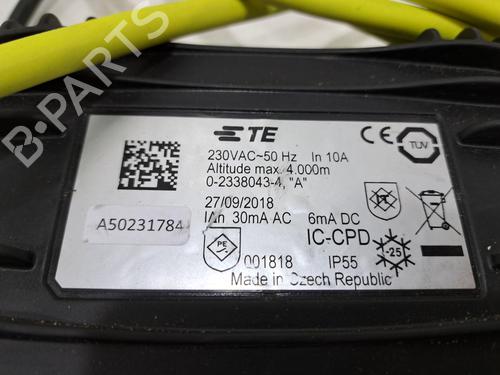 TE
CE
TÜV
230VAC~50 Hz In 10A
Altitude max. 4.000m
0-2338043-4, "A"
27/09/2018
IΔn 30mA AC 6mA DC
A50231784
PE
IC-CPD
-25
001818 IP55
Made in Czech Republic
B-PARTS